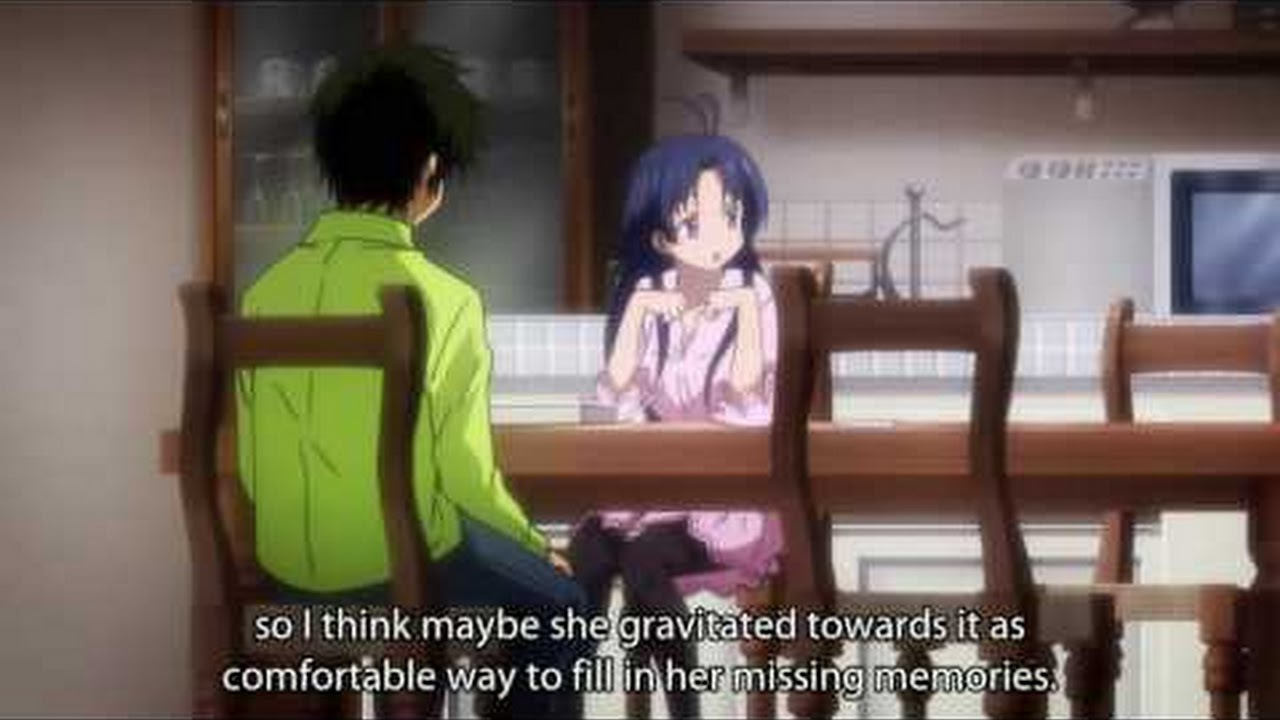 so I think maybe she gravitated towards it as
comfortable way to fill in her missing memories.